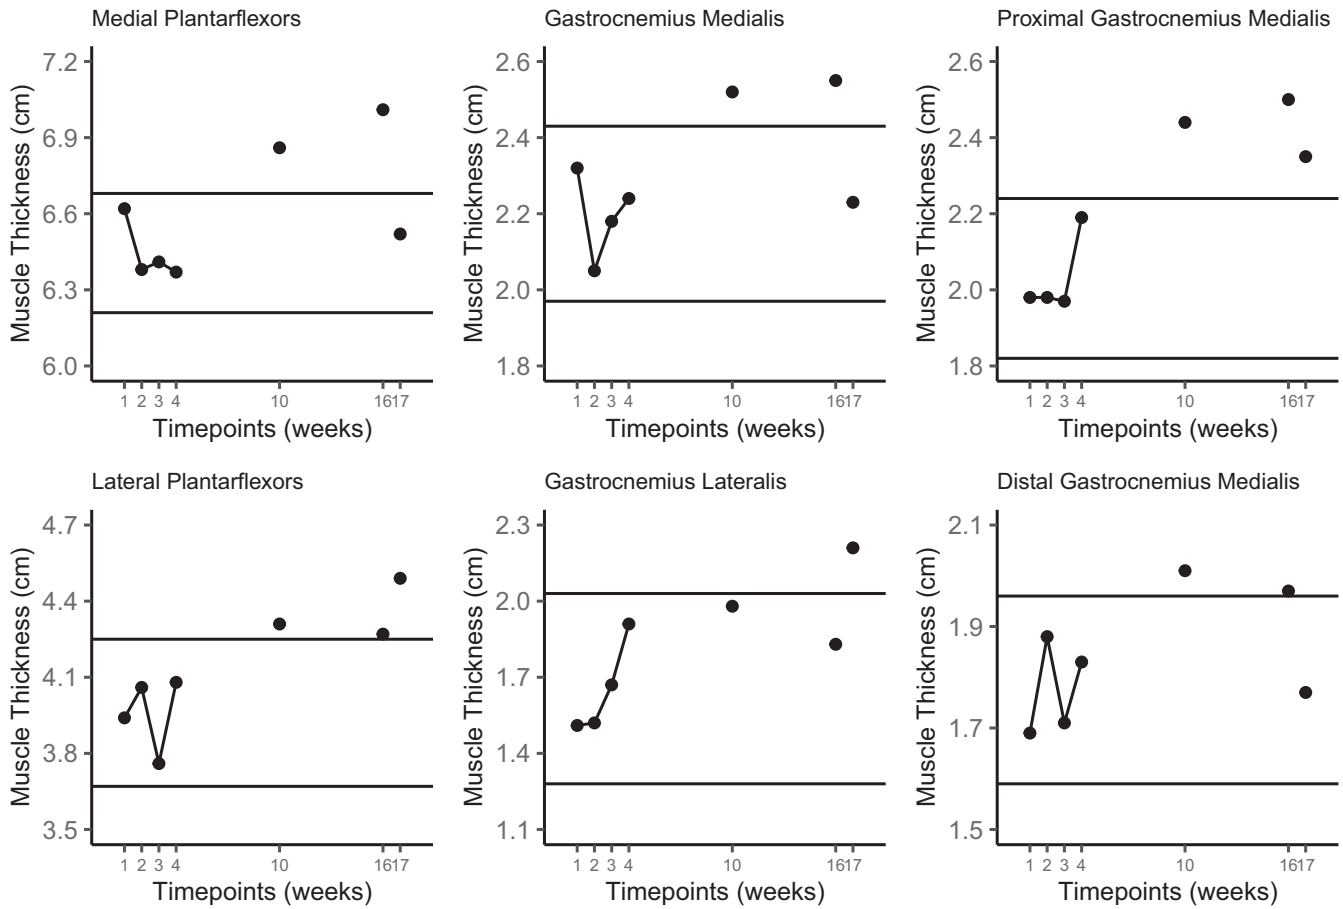 Medial Plantarflexors
Muscle Thickness (cm)
7.2
6.9
6.6
6.3
6.0
1 2 3 4 10 1617
Timepoints (weeks)
Gastrocnemius Medialis
Muscle Thickness (cm)
2.6
2.4
2.2
2.0
1.8
1 2 3 4 10 1617
Timepoints (weeks)
Proximal Gastrocnemius Medialis
Muscle Thickness (cm)
2.6
2.4
2.2
2.0
1.8
1 2 3 4 10 1617
Timepoints (weeks)
Lateral Plantarflexors
Muscle Thickness (cm)
4.7
4.4
4.1
3.8
3.5
1 2 3 4 10 1617
Timepoints (weeks)
Gastrocnemius Lateralis
Muscle Thickness (cm)
2.3
2.0
1.7
1.4
1.1
1 2 3 4 10 1617
Timepoints (weeks)
Distal Gastrocnemius Medialis
Muscle Thickness (cm)
2.1
1.9
1.7
1.5
1 2 3 4 10 1617
Timepoints (weeks)